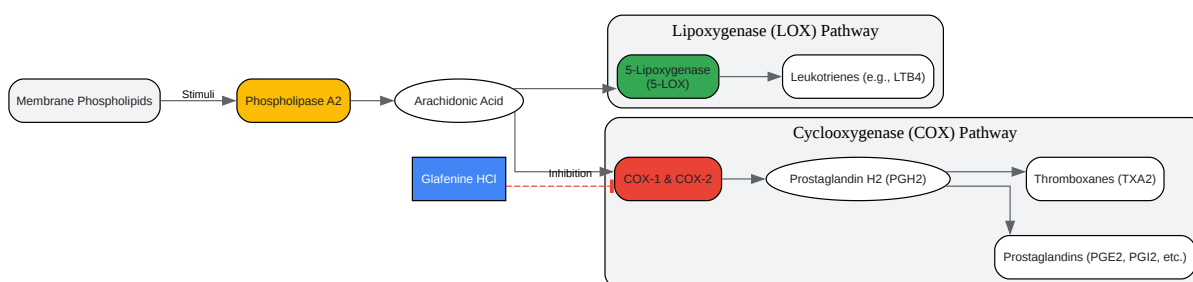 Lipoxygenase (LOX) Pathway
5-Lipoxygenase
(5-LOX)
Leukotrienes (e.g., LTB4)
Membrane Phospholipids
Stimuli
Phospholipase A2
Arachidonic Acid
Cyclooxygenase (COX) Pathway
Glafenine HCl
Inhibition
COX-1 & COX-2
Prostaglandin H2 (PGH2)
Thromboxanes (TXA2)
Prostaglandins (PGE2, PGI2, etc.)